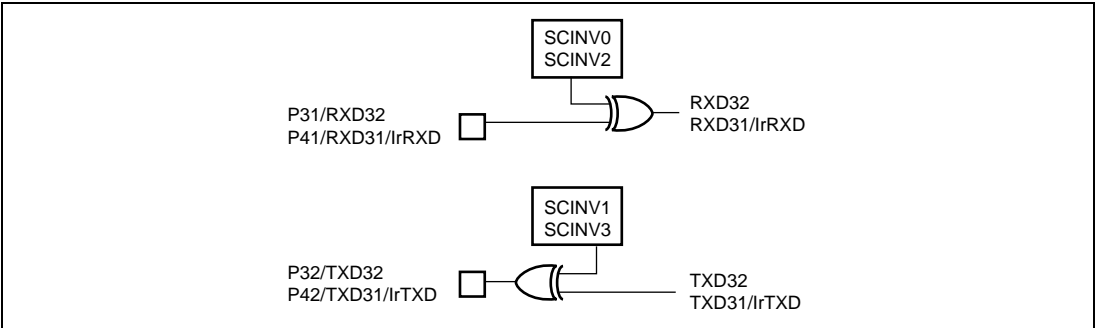 SCINV0
SCINV2
P31/RXD32
P41/RXD31/IrRXD
RXD32
RXD31/IrRXD
SCINV1
SCINV3
P32/TXD32
P42/TXD31/IrTXD
TXD32
TXD31/IrTXD